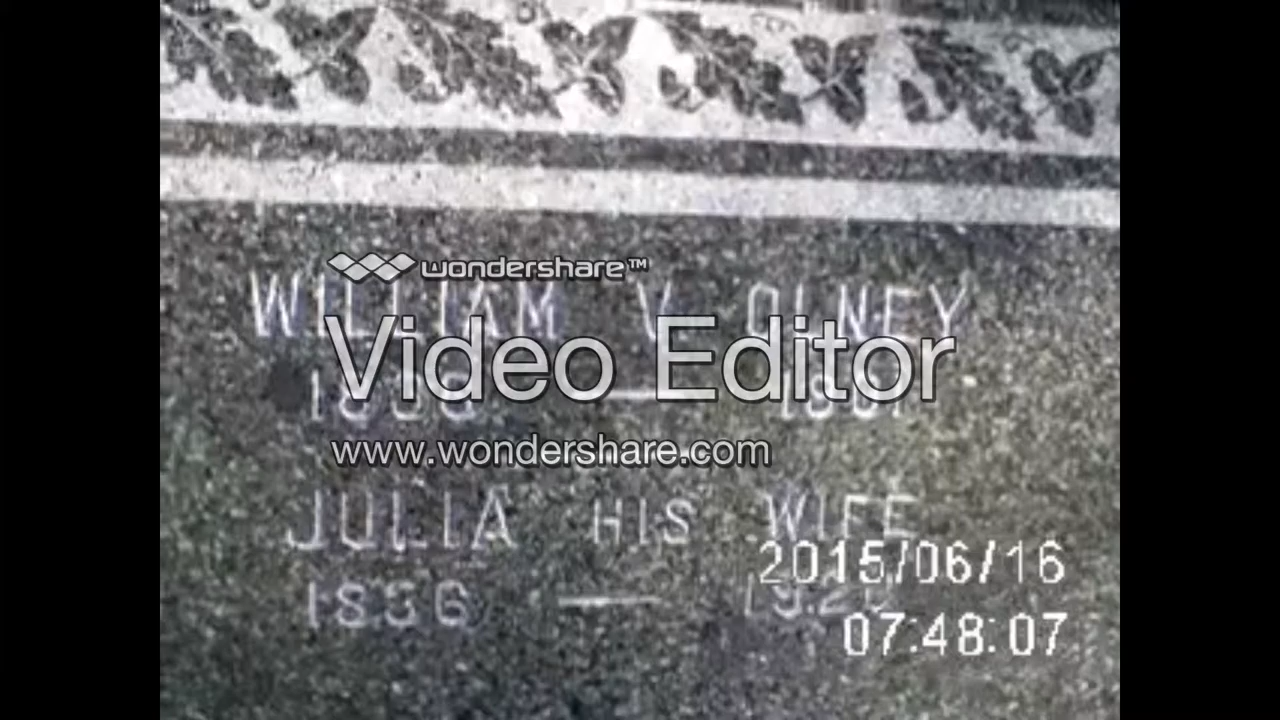 wondershare™
WILLIAM V OLNEY
Video Editor
www.wondershare.com
JULIA HIS WIFE
2015/06/16
1836 —
07:48:07